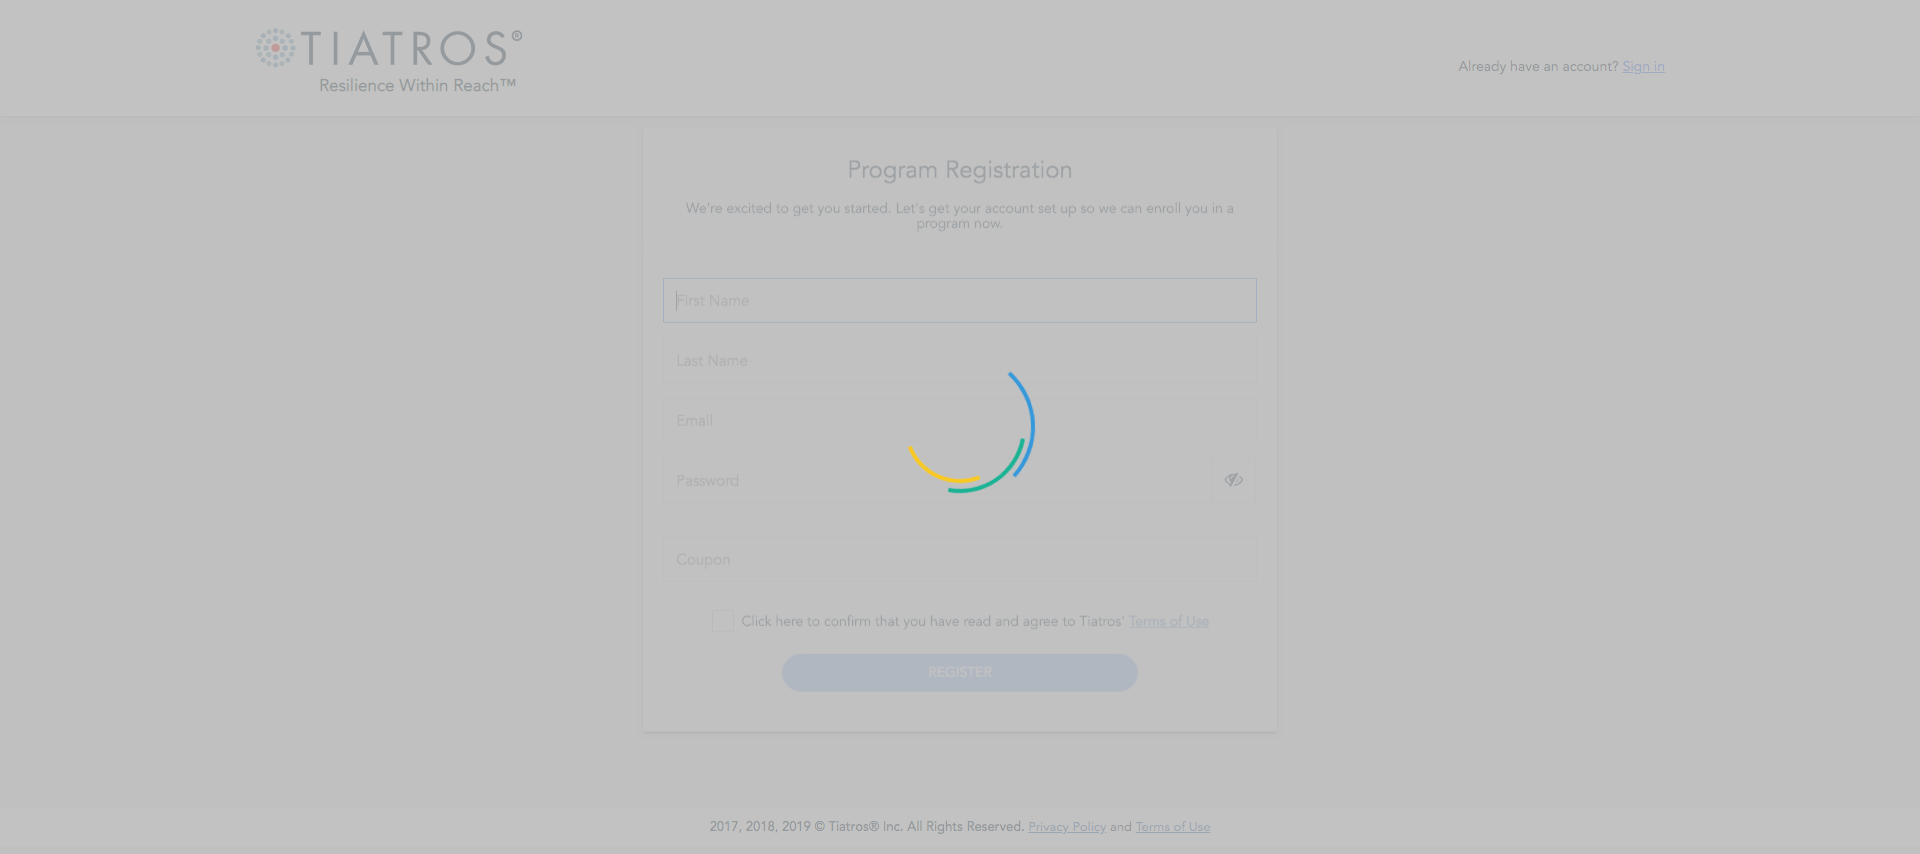 TIATROS®
Resilience Within Reach™
Already have an account? Sign in
Program Registration
We're excited to get you started. Let's get your account set up so we can enroll you in a
program now.
First Name
Last Name
Email
Password
Coupon
Click here to confirm that you have read and agree to Tiatros' Terms of Use
REGISTER
2017, 2018, 2019 © Tiatros® Inc. All Rights Reserved. Privacy Policy and Terms of Use